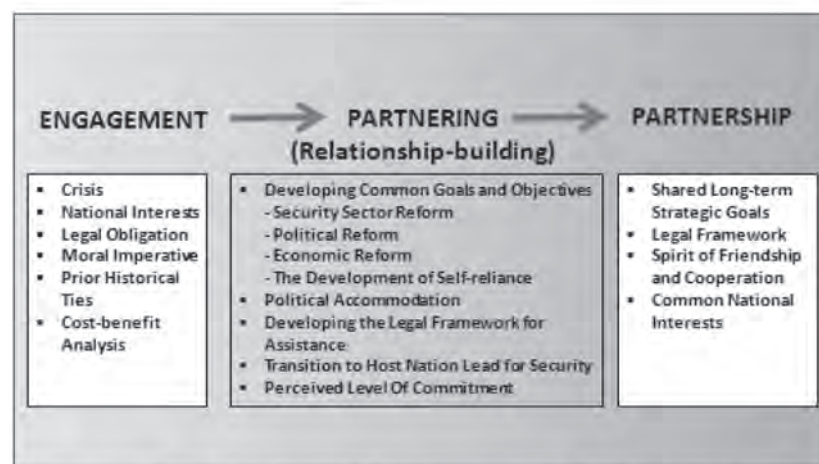 ENGAGEMENT
PARTNERING
(Relationship-building)
PARTNERSHIP
▪ Crisis
▪ National Interests
▪ Legal Obligation
▪ Moral Imperative
▪ Prior Historical
Ties
▪ Cost-benefit
Analysis
▪ Developing Common Goals and Objectives
- Security Sector Reform
- Political Reform
- Economic Reform
- The Development of Self-reliance
▪ Political Accommodation
▪ Developing the Legal Framework for
Assistance
▪ Transition to Host Nation Lead for Security
▪ Perceived Level Of Commitment
▪ Shared Long-term
Strategic Goals
▪ Legal Framework
▪ Spirit of Friendship
and Cooperation
▪ Common National
Interests